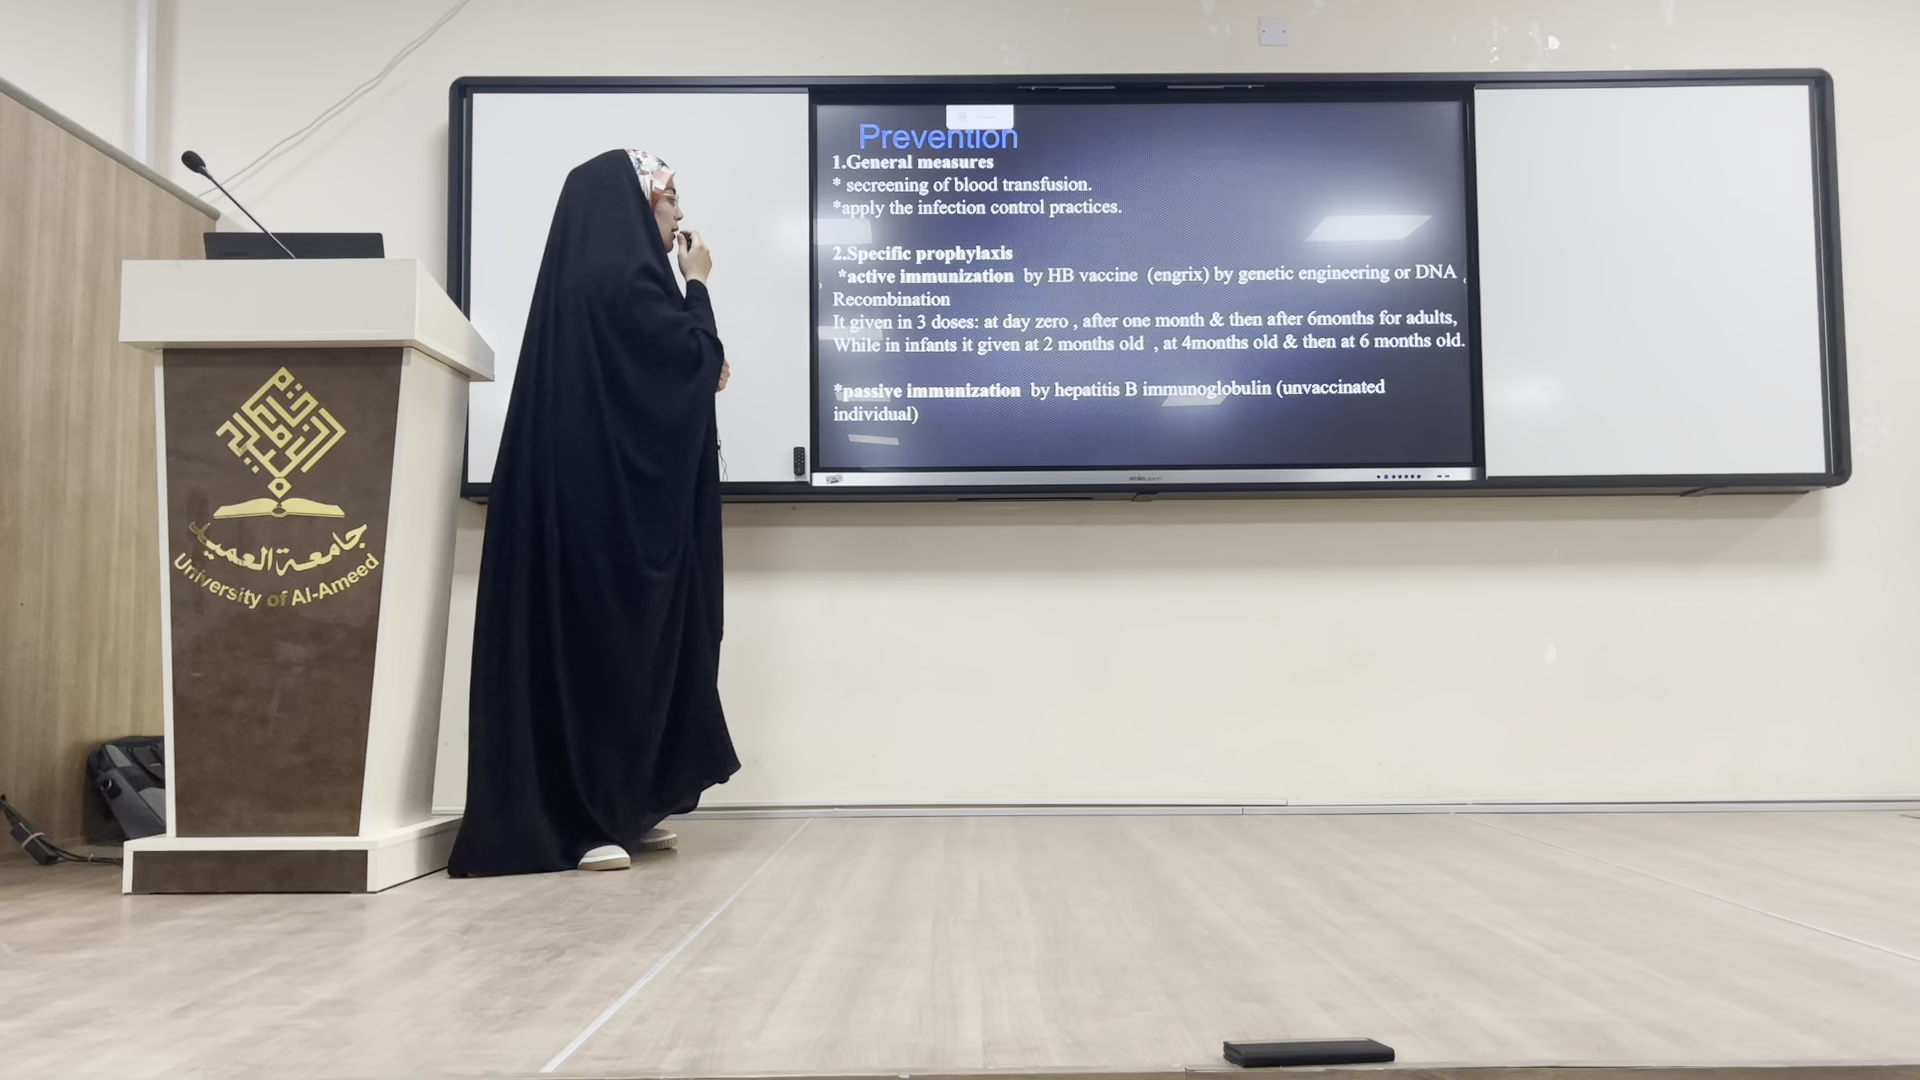 Prevention
1.General measures
* secreening of blood transfusion.
*apply the infection control practices.
2.Specific prophylaxis
*active immunization by HB vaccine (engrix) by genetic engineering or DNA ,
Recombination
It given in 3 doses: at day zero , after one month & then after 6months for adults,
While in infants it given at 2 months old , at 4months old & then at 6 months old.
*passive immunization by hepatitis B immunoglobulin (unvaccinated
individual)
جامعة العميد
University of Al-Ameed